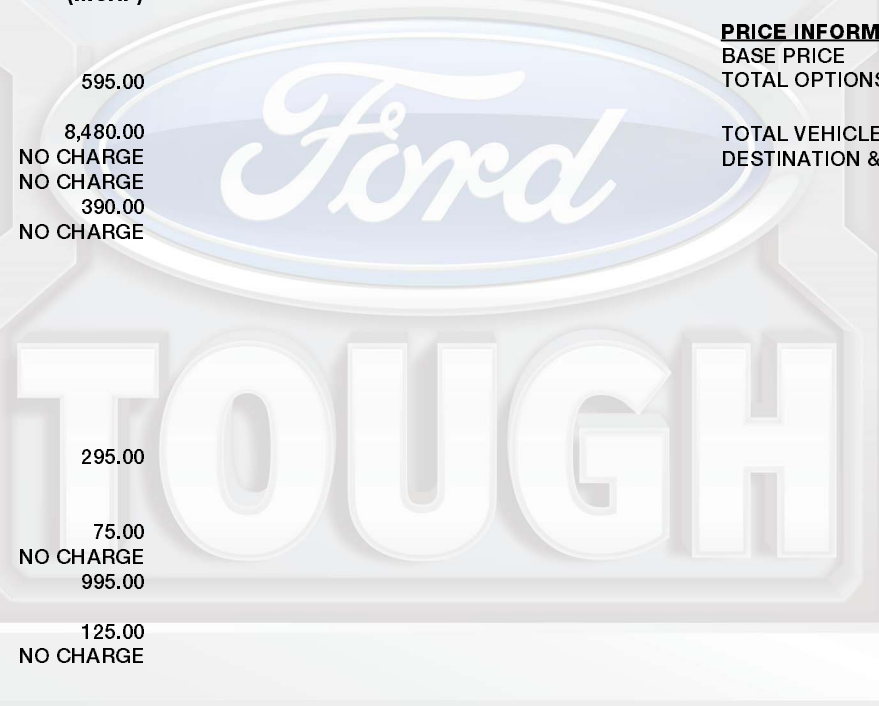 PRICE INFORM
BASE PRICE
595.00
TOTAL OPTIONS
8,480.00
TOTAL VEHICLE
NO CHARGE
DESTINATION &
NO CHARGE
390.00
NO CHARGE
Ford
TOUGH
295.00
75.00
NO CHARGE
995.00
125.00
NO CHARGE